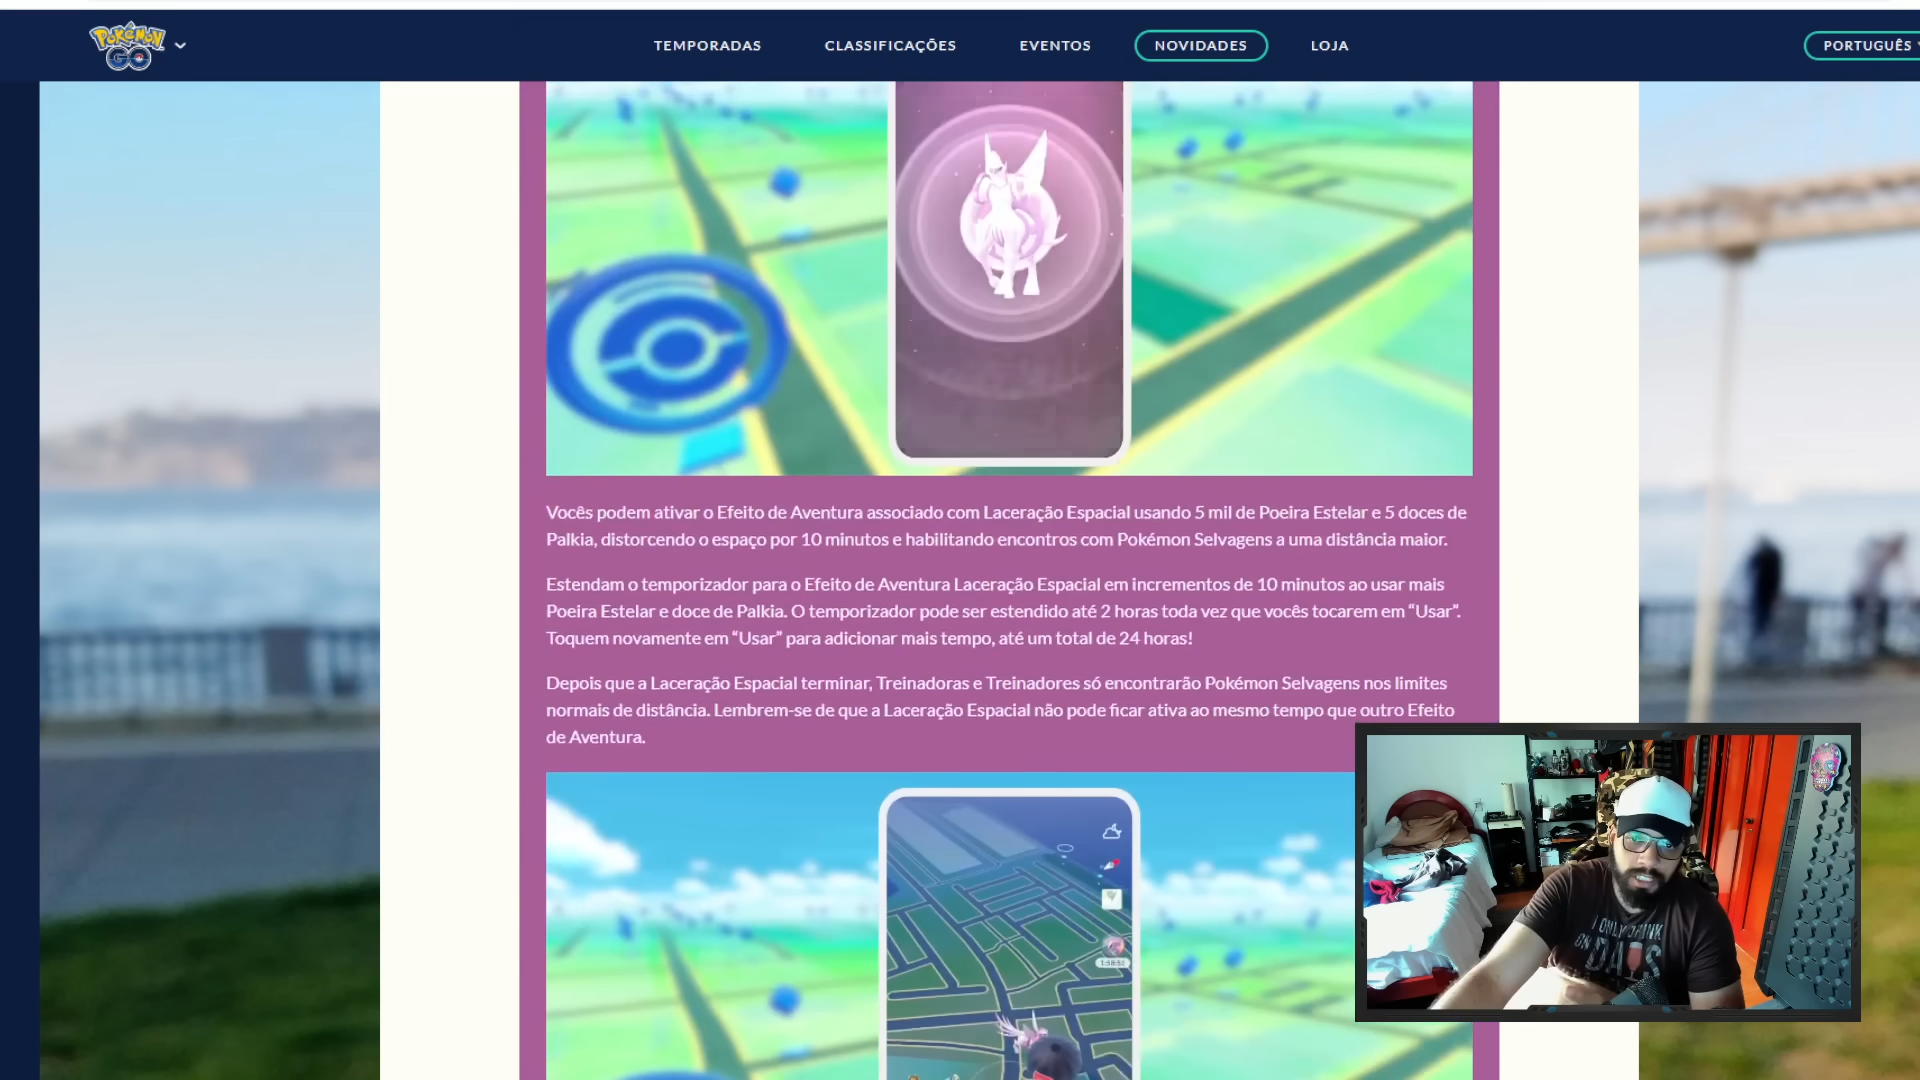 POKÉMON
GO
TEMPORADAS
CLASSIFICAÇÕES
EVENTOS
NOVIDADES
LOJA
PORTUGUÊS
Vocês podem ativar o Efeito de Aventura associado com Laceração Espacial usando 5 mil de Poeira Estelar e 5 doces de
Palkia, distorcendo o espaço por 10 minutos e habilitando encontros com Pokémon Selvagens a uma distância maior.
Estendam o temporizador para o Efeito de Aventura Laceração Espacial em incrementos de 10 minutos ao usar mais
Poeira Estelar e doce de Palkia. O temporizador pode ser estendido até 2 horas toda vez que vocês tocarem em “Usar”.
Toquem novamente em “Usar” para adicionar mais tempo, até um total de 24 horas!
Depois que a Laceração Espacial terminar, Treinadoras e Treinadores só encontrarão Pokémon Selvagens nos limites
normais de distância. Lembrem-se de que a Laceração Espacial não pode ficar ativa ao mesmo tempo que outro Efeito
de Aventura.
I ONLY DRINK
ON